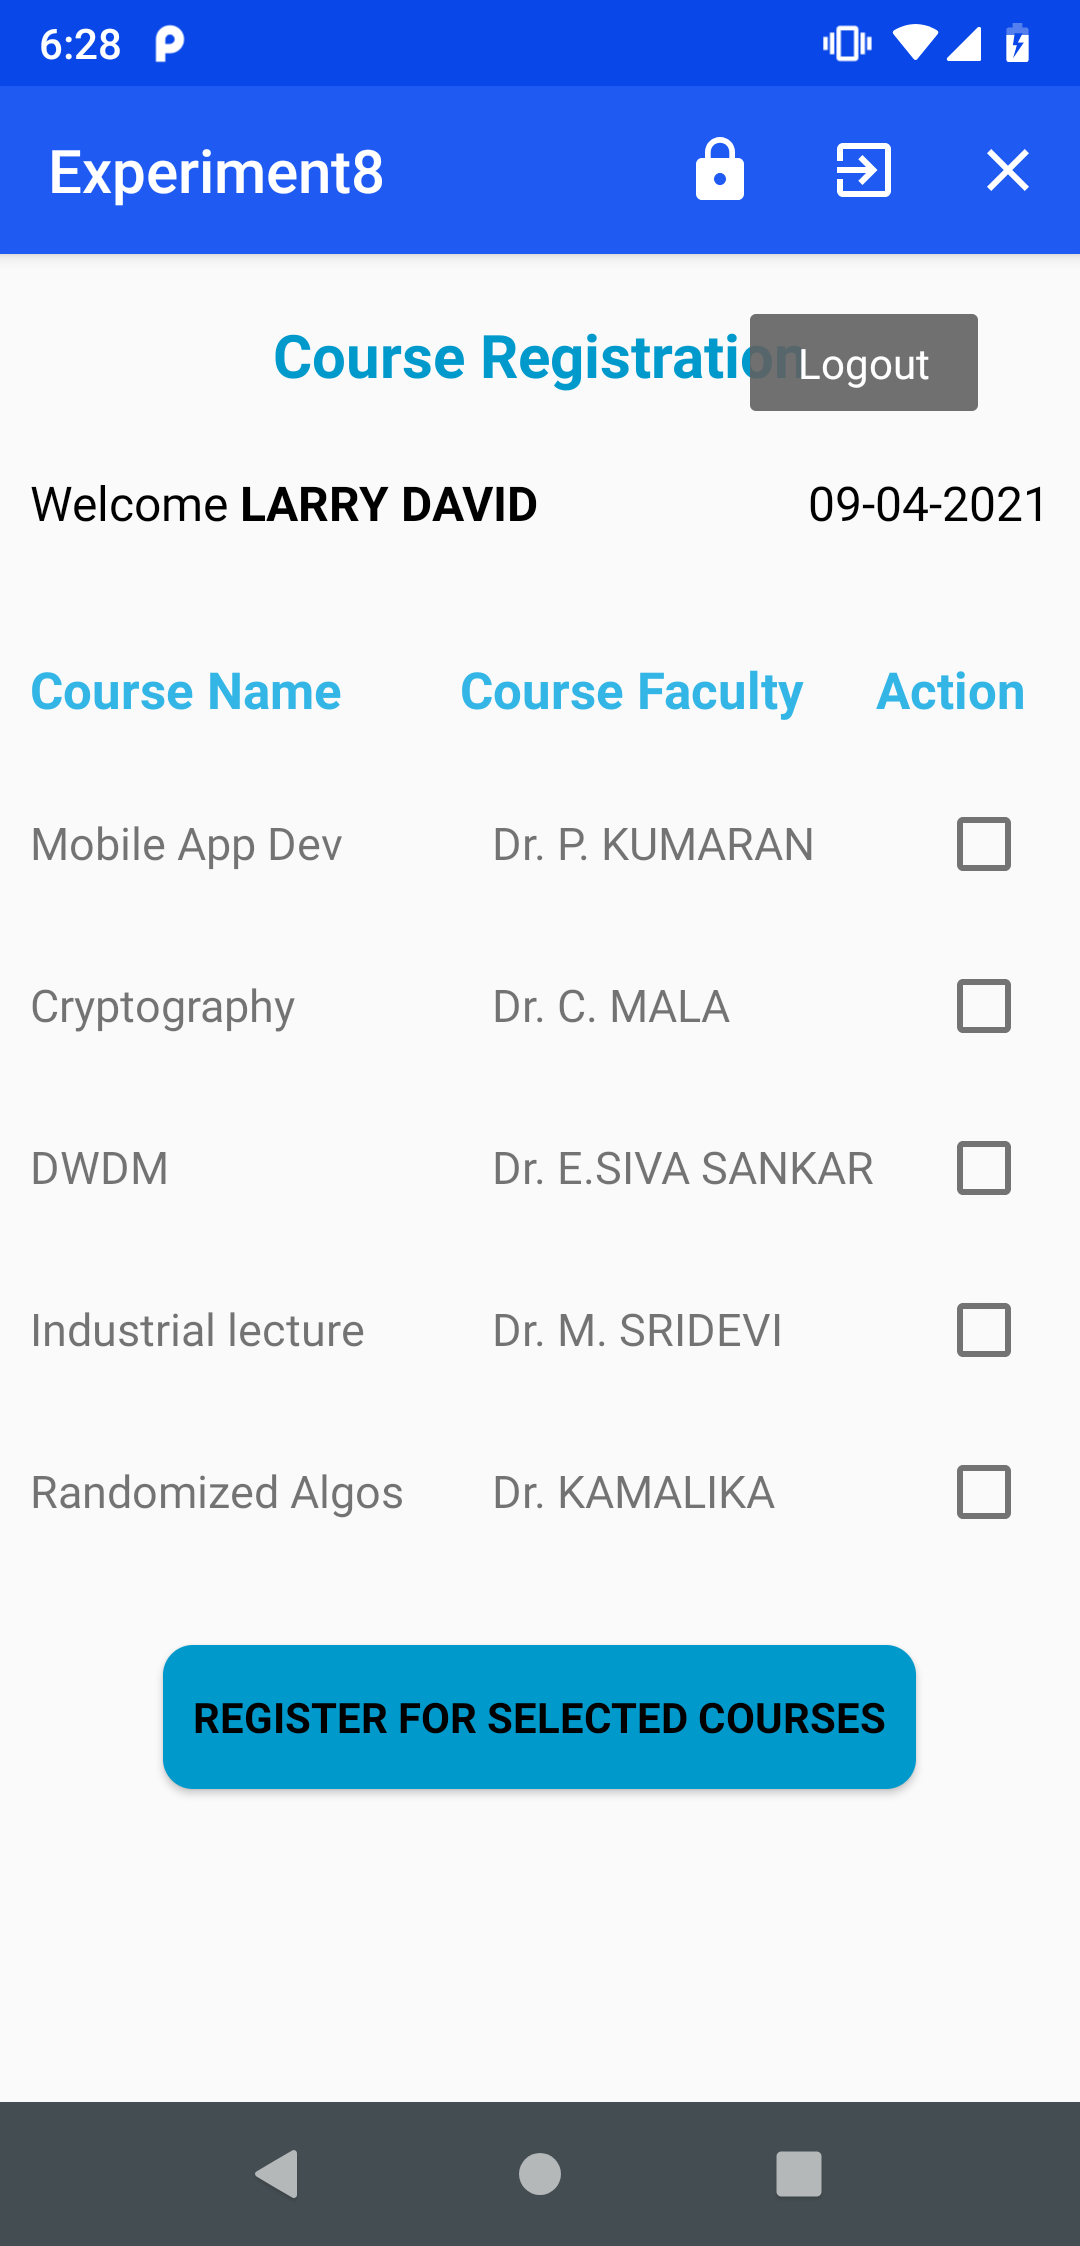 6:28
Experiment8
Course Registration
Logout
Welcome LARRY DAVID 09-04-2021
Course Name Course Faculty Action
Mobile App Dev Dr. P. KUMARAN
Cryptography Dr. C. MALA
DWDM Dr. E.SIVA SANKAR
Industrial lecture Dr. M. SRIDEVI
Randomized Algos Dr. KAMALIKA
REGISTER FOR SELECTED COURSES